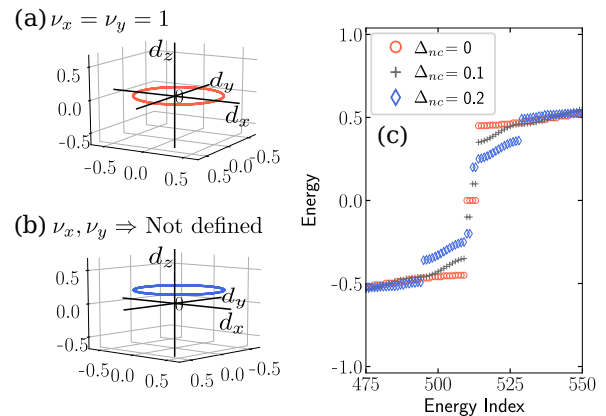 (a) ν_x = ν_y = 1
d_z
d_y
d_x
0
0.5
0.0
-0.5
-0.5
0.0
0.5
0.5
0.0
-0.5
(b) ν_x, ν_y ⇒ Not defined
d_z
d_y
d_x
0
0.5
0.0
-0.5
-0.5
0.0
0.5
0.5
0.0
-0.5
1.0
0.5
0.0
-0.5
-1.0
Energy
Δ_nc = 0
Δ_nc = 0.1
Δ_nc = 0.2
(c)
475 500 525 550
Energy Index